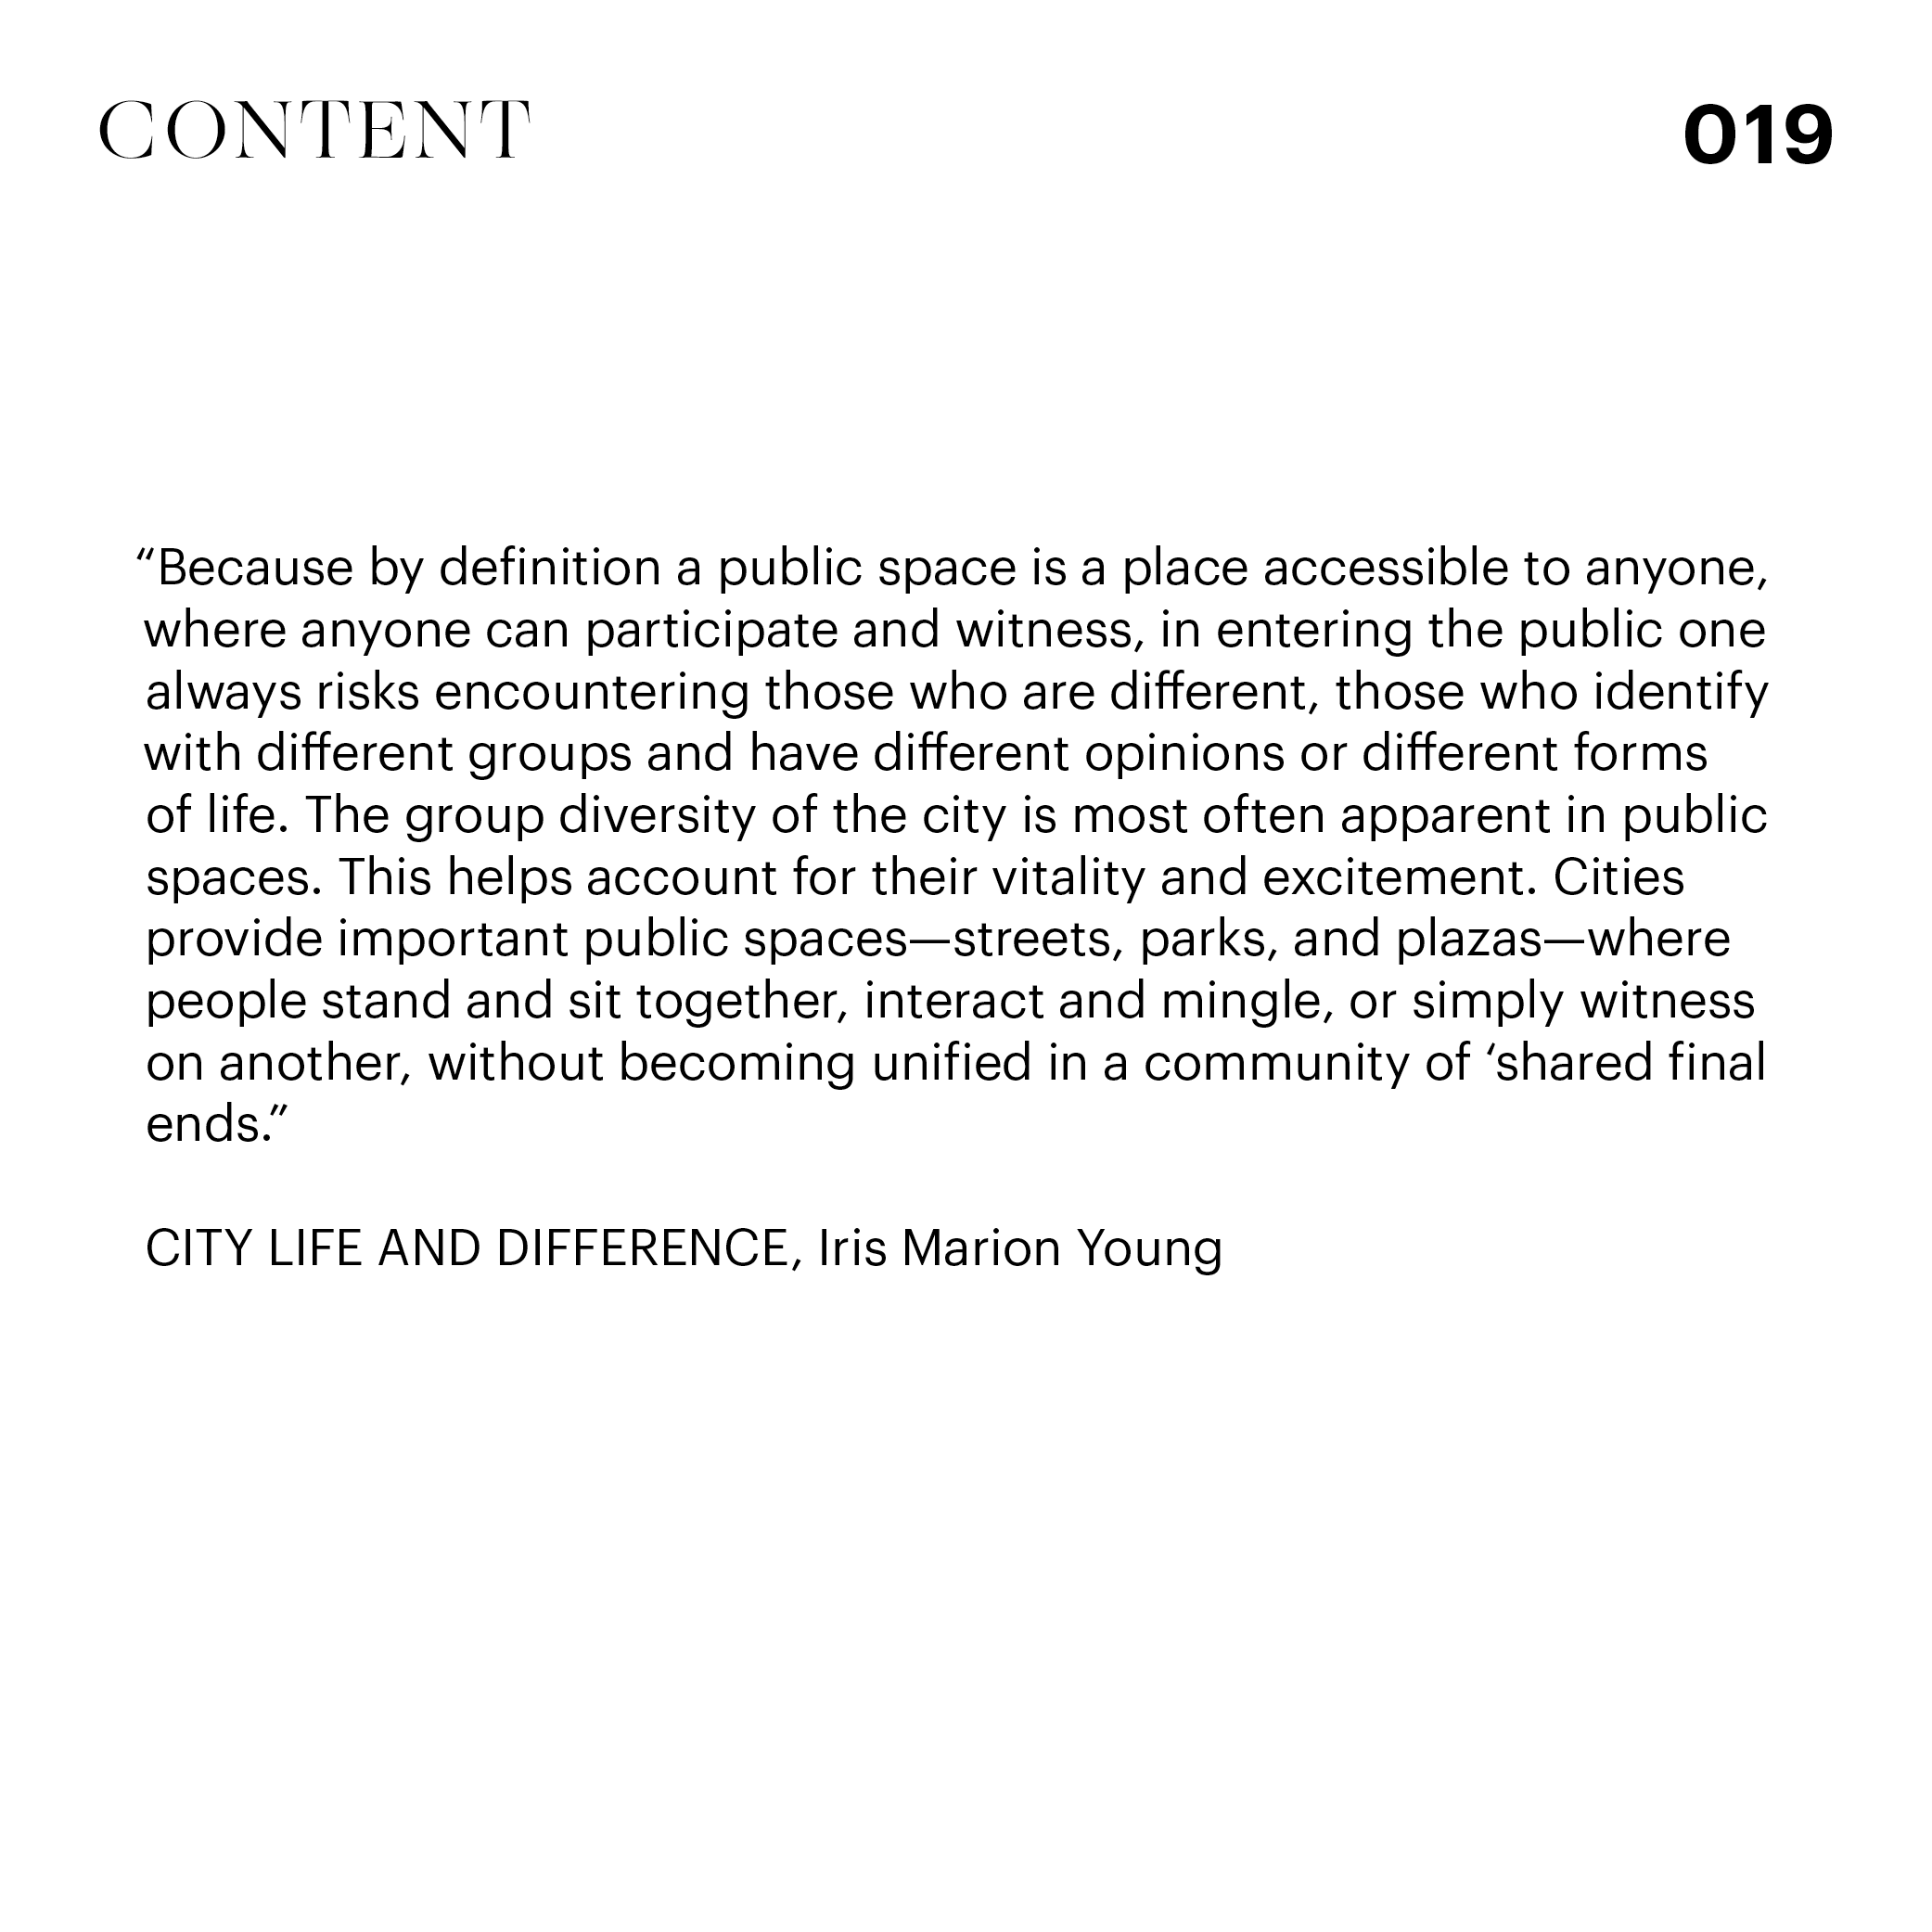 CONTENT
019
“Because by definition a public space is a place accessible to anyone,
where anyone can participate and witness, in entering the public one
always risks encountering those who are different, those who identify
with different groups and have different opinions or different forms
of life. The group diversity of the city is most often apparent in public
spaces. This helps account for their vitality and excitement. Cities
provide important public spaces—streets, parks, and plazas—where
people stand and sit together, interact and mingle, or simply witness
on another, without becoming unified in a community of ‘shared final
ends.”
CITY LIFE AND DIFFERENCE, Iris Marion Young